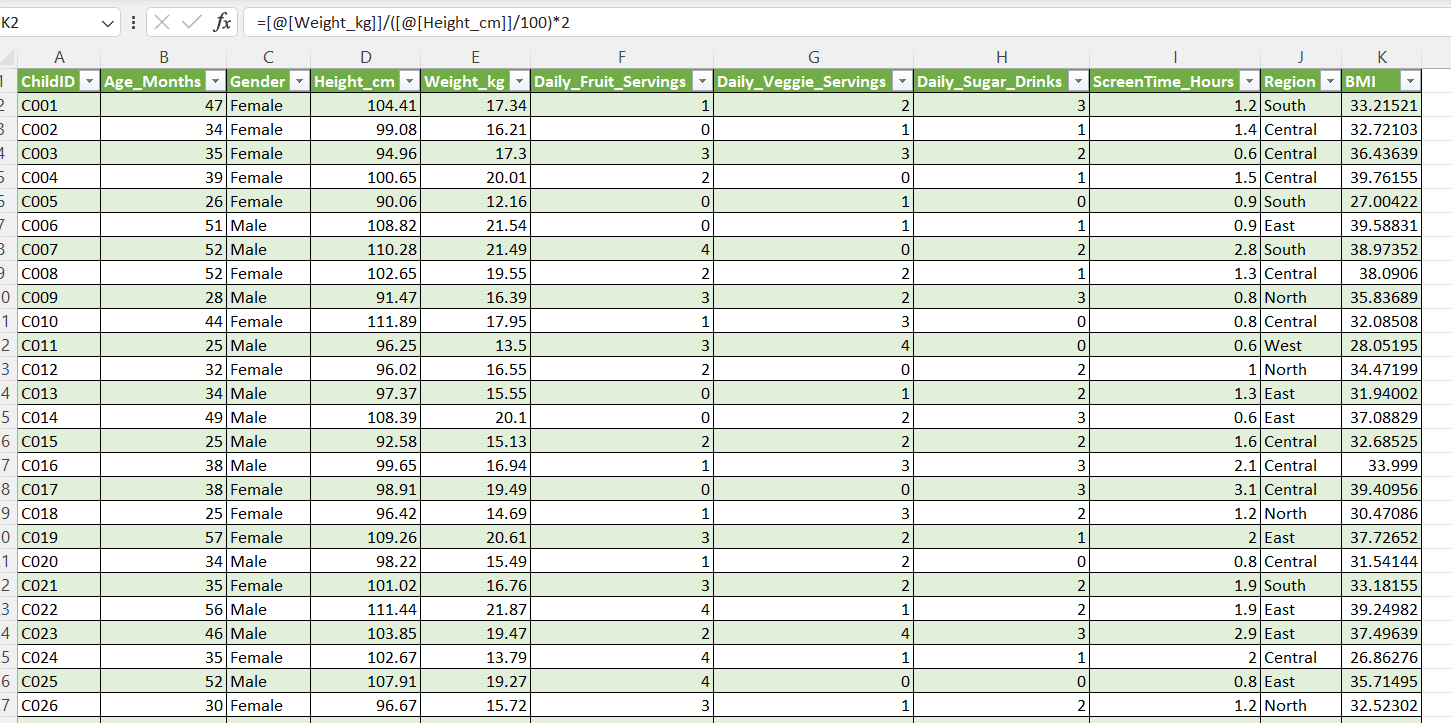 K2 fx =[@[Weight_kg]]/([@[Height_cm]]/100)*2
A B C D E F G H I J K
1 ChildID Age_Months Gender Height_cm Weight_kg Daily_Fruit_Servings Daily_Veggie_Servings Daily_Sugar_Drinks ScreenTime_Hours Region BMI
2 C001 47 Female 104.41 17.34 1 2 3 1.2 South 33.21521
3 C002 34 Female 99.08 16.21 0 1 1 1.4 Central 32.72103
4 C003 35 Female 94.96 17.3 3 3 2 0.6 Central 36.43639
5 C004 39 Female 100.65 20.01 2 0 1 1.5 Central 39.76155
6 C005 26 Female 90.06 12.16 0 1 0 0.9 South 27.00422
7 C006 51 Male 108.82 21.54 0 1 1 0.9 East 39.58831
8 C007 52 Male 110.28 21.49 4 0 2 2.8 South 38.97352
9 C008 52 Female 102.65 19.55 2 2 1 1.3 Central 38.0906
0 C009 28 Male 91.47 16.39 3 2 3 0.8 North 35.83689
1 C010 44 Female 111.89 17.95 1 3 0 0.8 Central 32.08508
2 C011 25 Male 96.25 13.5 3 4 0 0.6 West 28.05195
3 C012 32 Female 96.02 16.55 2 0 2 1 North 34.47199
4 C013 34 Male 97.37 15.55 0 1 2 1.3 East 31.94002
5 C014 49 Male 108.39 20.1 0 2 3 0.6 East 37.08829
6 C015 25 Male 92.58 15.13 2 2 2 1.6 Central 32.68525
7 C016 38 Male 99.65 16.94 1 3 3 2.1 Central 33.999
8 C017 38 Female 98.91 19.49 0 0 3 3.1 Central 39.40956
9 C018 25 Female 96.42 14.69 1 3 2 1.2 North 30.47086
0 C019 57 Female 109.26 20.61 3 2 1 2 East 37.72652
1 C020 34 Male 98.22 15.49 1 2 0 0.8 Central 31.54144
2 C021 35 Female 101.02 16.76 3 2 2 1.9 South 33.18155
3 C022 56 Male 111.44 21.87 4 1 2 1.9 East 39.24982
4 C023 46 Male 103.85 19.47 2 4 3 2.9 East 37.49639
5 C024 35 Female 102.67 13.79 4 1 1 2 Central 26.86276
6 C025 52 Male 107.91 19.27 4 0 0 0.8 East 35.71495
7 C026 30 Female 96.67 15.72 3 1 2 1.2 North 32.52302